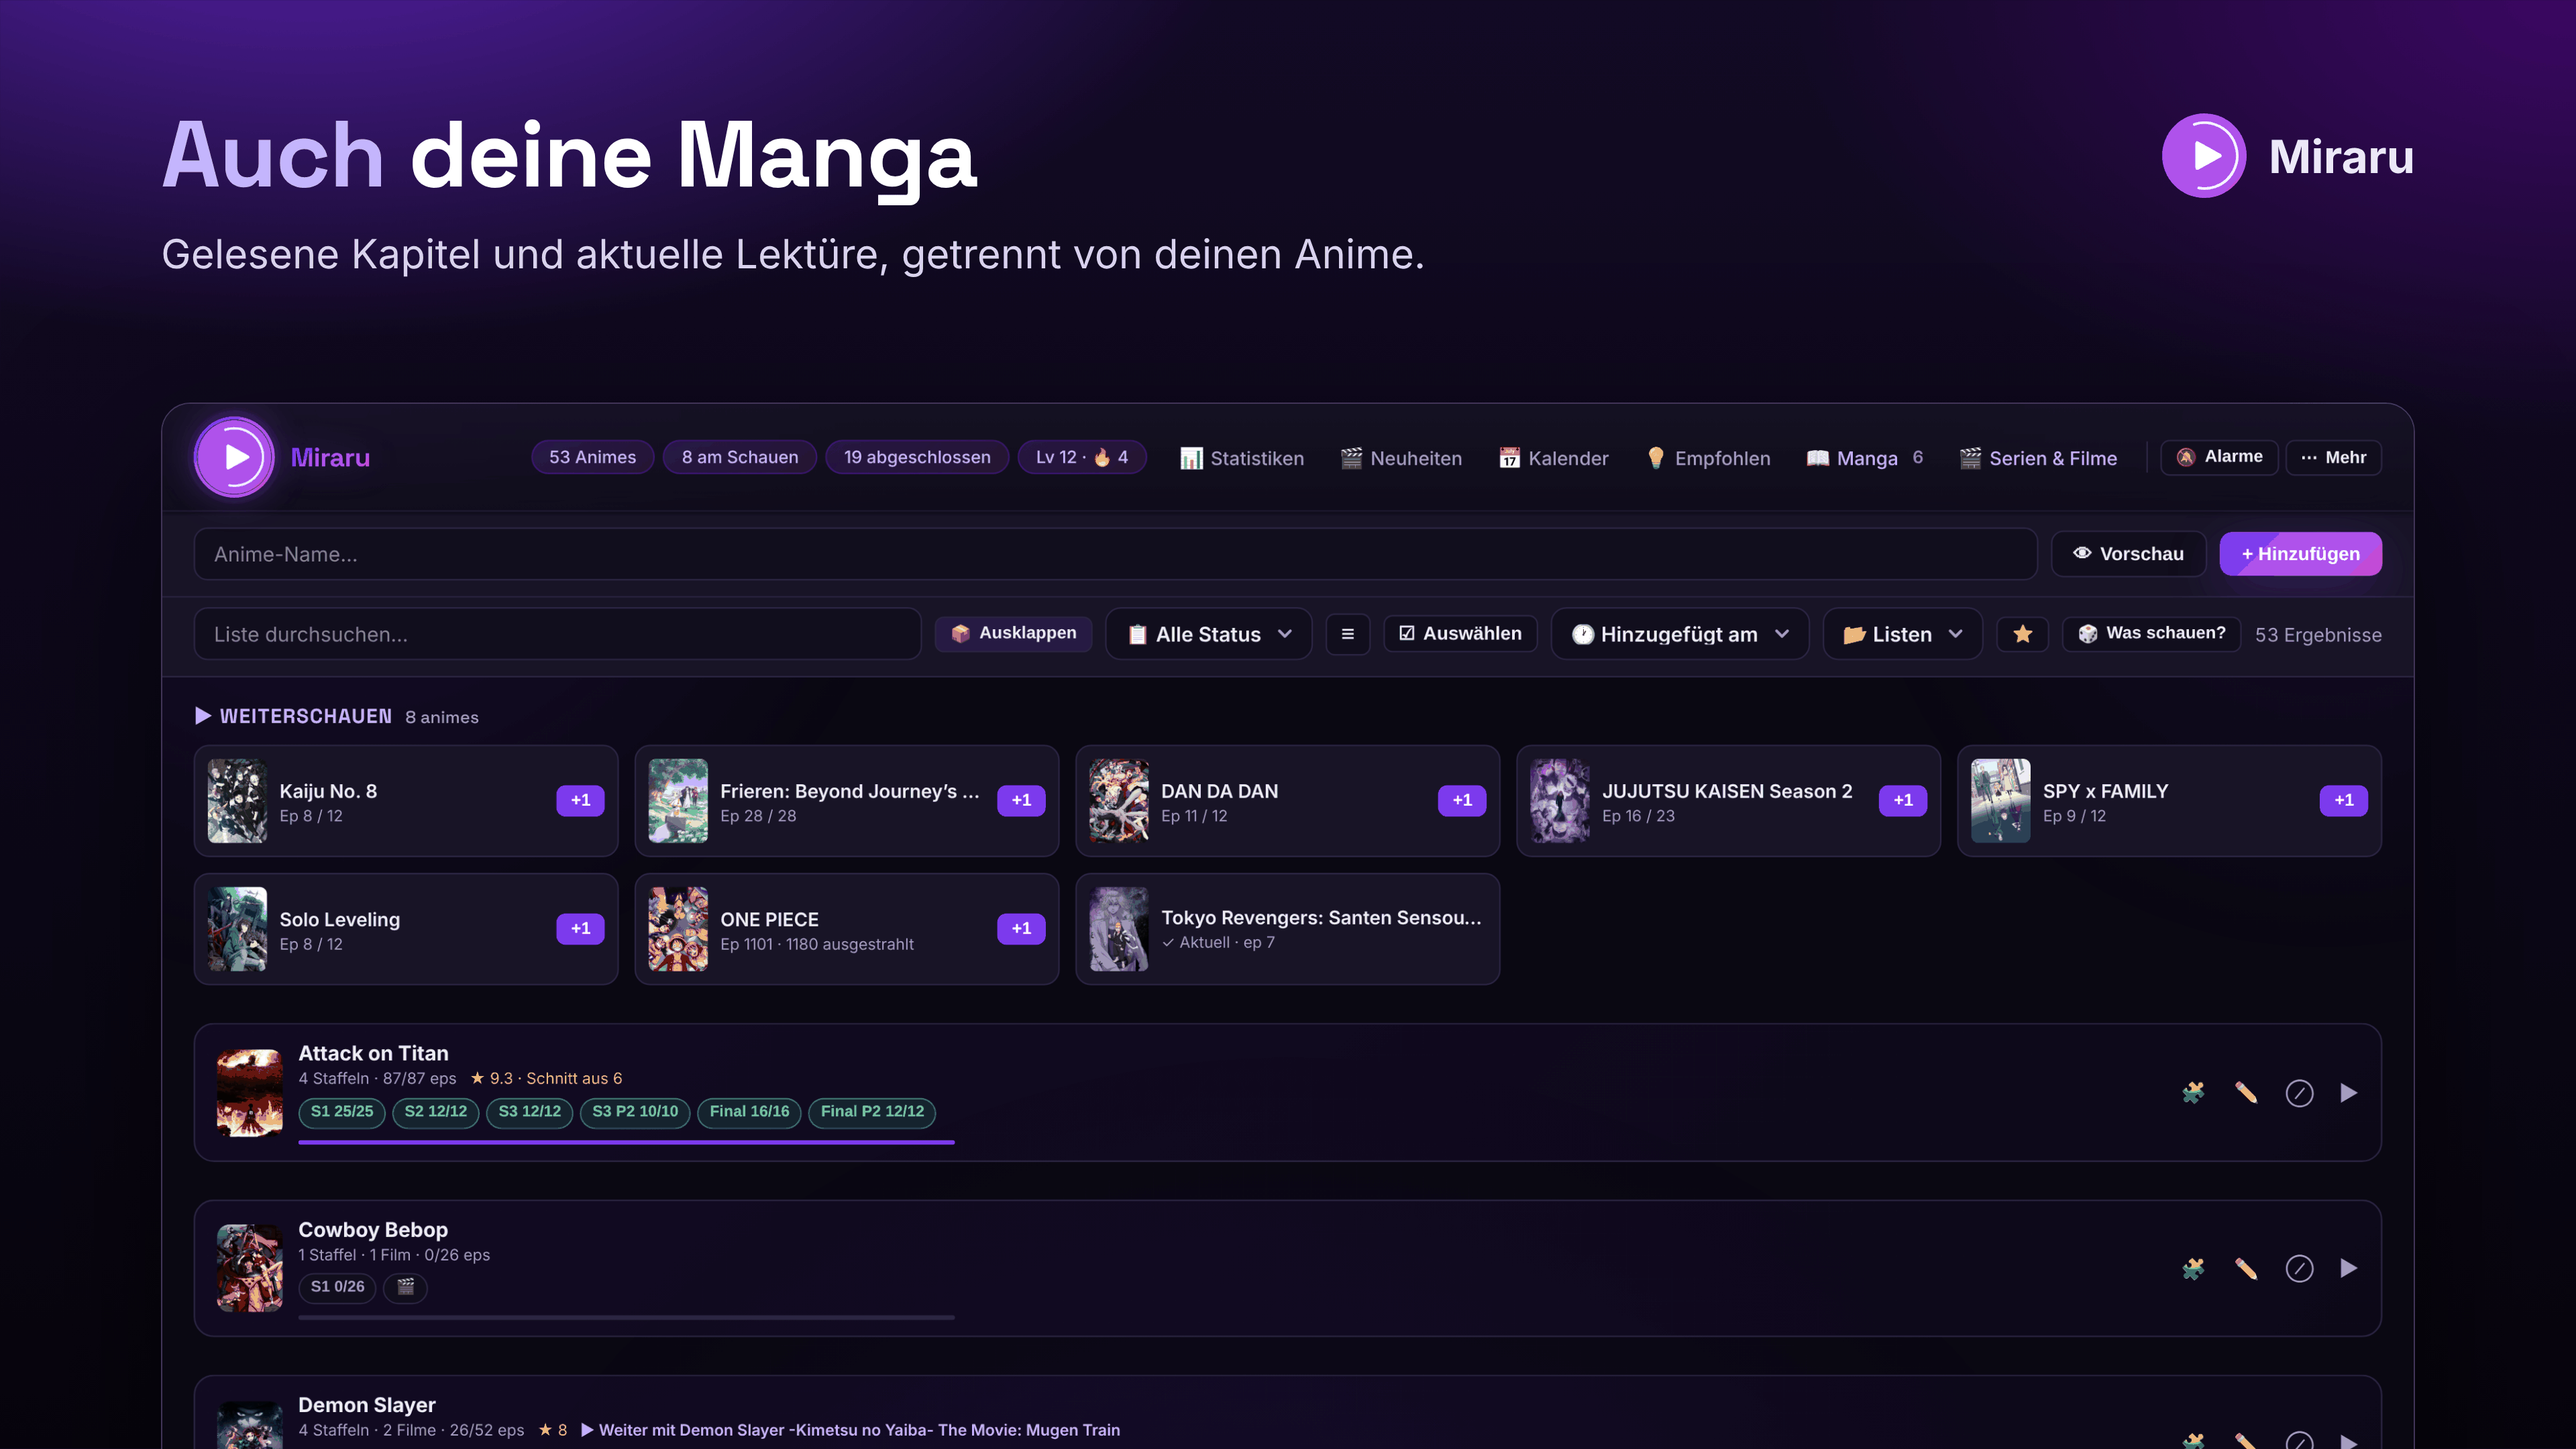 Auch deine Manga
Miraru
Gelesene Kapitel und aktuelle Lektüre, getrennt von deinen Anime.
Miraru
53 Animes
8 am Schauen
19 abgeschlossen
Lv 12 · 🔥 4
Statistiken
Neuheiten
Kalender
Empfohlen
Manga 6
Serien & Filme
Alarme
··· Mehr
Anime-Name...
Vorschau
+ Hinzufügen
Liste durchsuchen...
Ausklappen
Alle Status
≡
Auswählen
Hinzugefügt am
Listen
Was schauen?
53 Ergebnisse
▶ WEITERSCHAUEN 8 animes
Kaiju No. 8
Ep 8 / 12
+1
Frieren: Beyond Journey’s ...
Ep 28 / 28
+1
DAN DA DAN
Ep 11 / 12
+1
JUJUTSU KAISEN Season 2
Ep 16 / 23
+1
SPY x FAMILY
Ep 9 / 12
+1
Solo Leveling
Ep 8 / 12
+1
ONE PIECE
Ep 1101 · 1180 ausgestrahlt
+1
Tokyo Revengers: Santen Sensou...
✓ Aktuell · ep 7
Attack on Titan
4 Staffeln · 87/87 eps ★ 9.3 · Schnitt aus 6
S1 25/25 S2 12/12 S3 12/12 S3 P2 10/10 Final 16/16 Final P2 12/12
Cowboy Bebop
1 Staffel · 1 Film · 0/26 eps
S1 0/26
Demon Slayer
4 Staffeln · 2 Filme · 26/52 eps ★ 8 ▶ Weiter mit Demon Slayer -Kimetsu no Yaiba- The Movie: Mugen Train